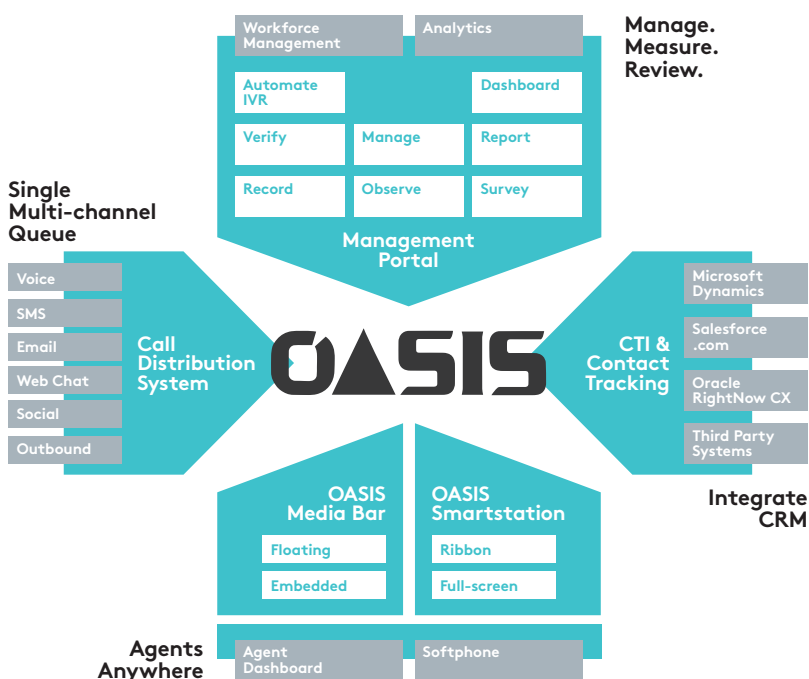 Workforce
Management
Analytics
Manage.
Measure.
Review.
Automate
IVR
Dashboard
Verify
Manage
Report
Record
Observe
Survey
Management
Portal
Single
Multi-channel
Queue
Voice
SMS
Email
Web Chat
Social
Outbound
Call
Distribution
System
OASIS
CTI &
Contact
Tracking
Microsoft
Dynamics
Salesforce
.com
Oracle
RightNow CX
Third Party
Systems
Integrate
CRM
OASIS
Media Bar
Floating
Embedded
OASIS
Smartstation
Ribbon
Full-screen
Agents
Anywhere
Agent
Dashboard
Softphone